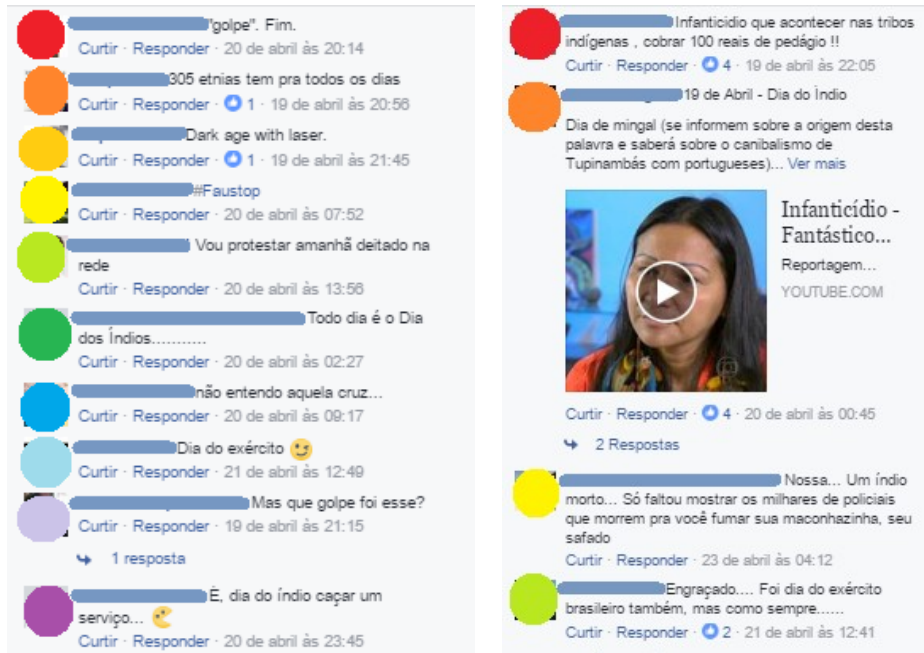 "golpe". Fim.
Curtir · Responder · 20 de abril às 20:14
305 etnias tem pra todos os dias
Curtir · Responder · 1 · 19 de abril às 20:56
Dark age with laser.
Curtir · Responder · 1 · 19 de abril às 21:45
#Faustop
Curtir · Responder · 20 de abril às 07:52
Vou protestar amanhã deitado na
rede
Curtir · Responder · 20 de abril às 13:56
Todo dia é o Dia
dos Índios...........
Curtir · Responder · 20 de abril às 02:27
não entendo aquela cruz...
Curtir · Responder · 20 de abril às 09:17
Dia do exército 😉
Curtir · Responder · 21 de abril às 12:49
Mas que golpe foi esse?
Curtir · Responder · 19 de abril às 21:15
1 resposta
É, dia do índio caçar um
serviço...
Curtir · Responder · 20 de abril às 23:45
Infanticidio que acontecer nas tribos
indígenas , cobrar 100 reais de pedágio !!
Curtir · Responder · 4 · 19 de abril às 22:05
19 de Abril - Dia do Índio
Dia de mingal (se informem sobre a origem desta
palavra e saberá sobre o canibalismo de
Tupinambás com portugueses)... Ver mais
Infanticídio -
Fantástico...
Reportagem...
YOUTUBE.COM
Curtir · Responder · 4 · 20 de abril às 00:45
2 Respostas
Nossa... Um índio
morto... Só faltou mostrar os milhares de policiais
que morrem pra você fumar sua maconhazinha, seu
safado
Curtir · Responder · 23 de abril às 04:12
Engraçado.... Foi dia do exército
brasileiro também, mas como sempre......
Curtir · Responder · 2 · 21 de abril às 12:41